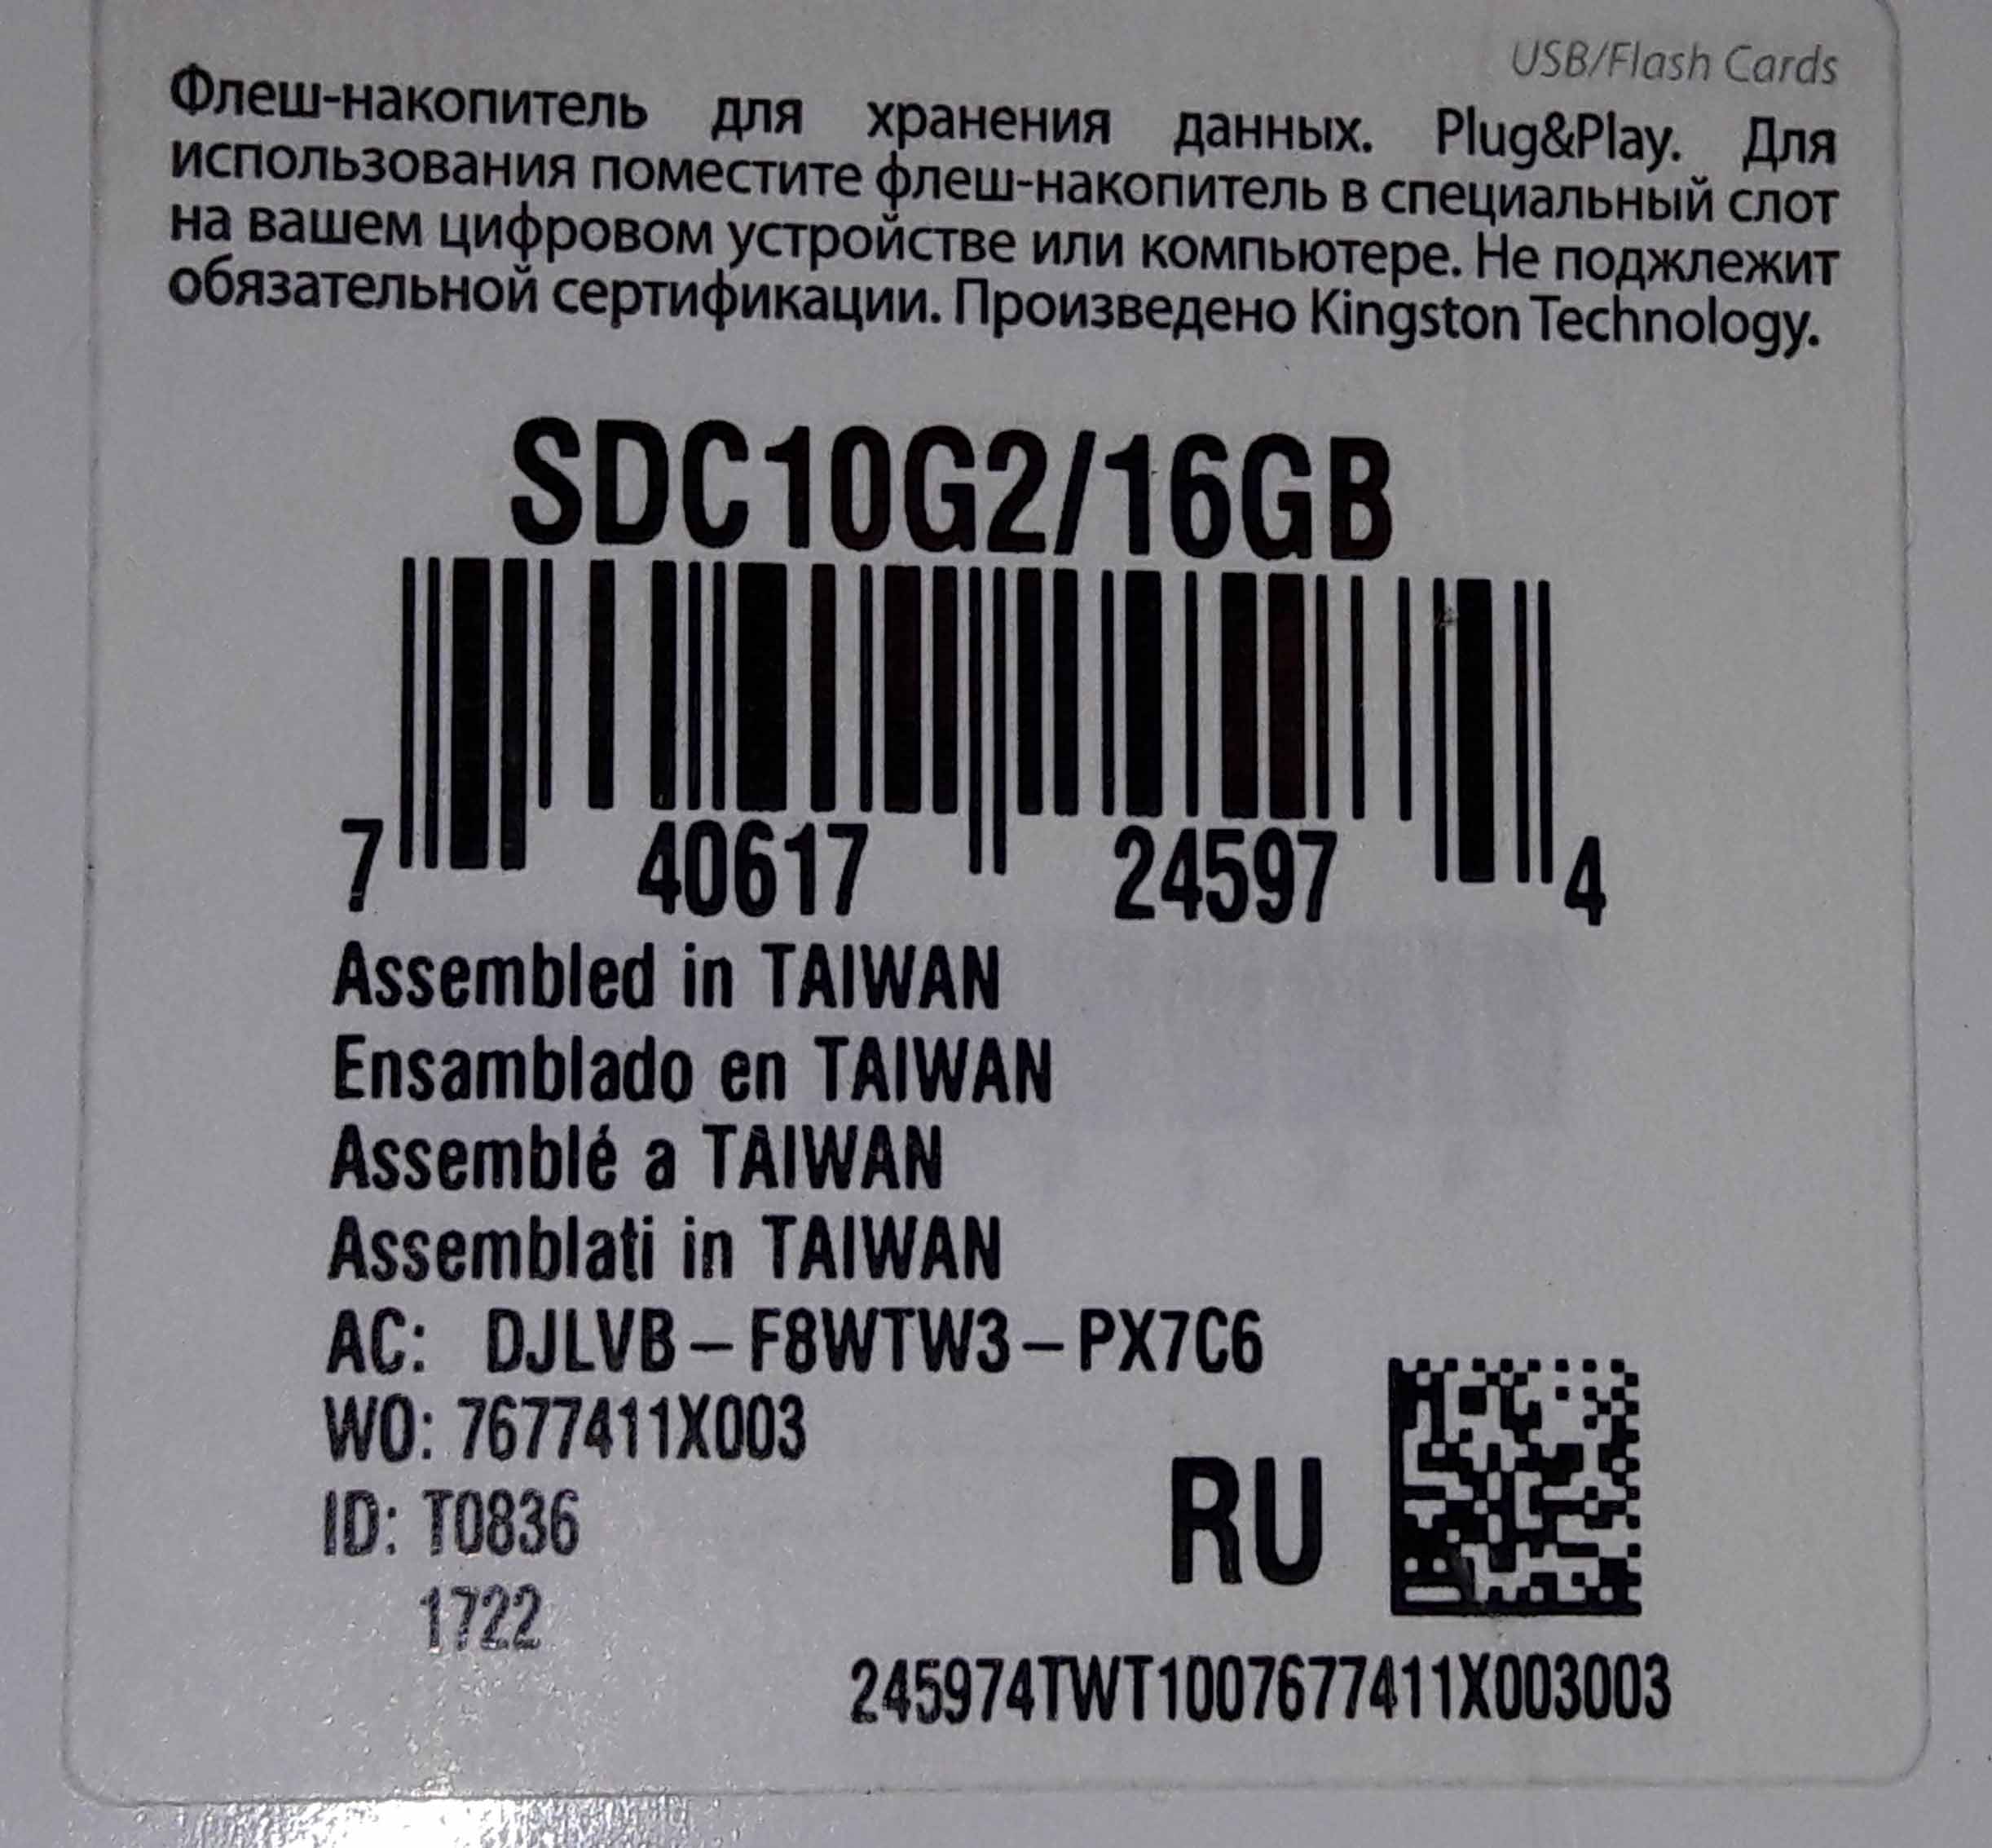 USB/Flash Cards
Флеш-накопитель для хранения данных. Plug&Play. Для
использования поместите флеш-накопитель в специальный слот
на вашем цифровом устройстве или компьютере. Не поджлежит
обязательной сертификации. Произведено Kingston Technology.
SDC10G2/16GB
7 40617 24597 4
Assembled in TAIWAN
Ensamblado en TAIWAN
Assemblé a TAIWAN
Assemblati in TAIWAN
AC: DJLVB – F8WTW3 – PX7C6
WO: 7677411X003
ID: T0836
1722
RU
245974TWT1007677411X003003